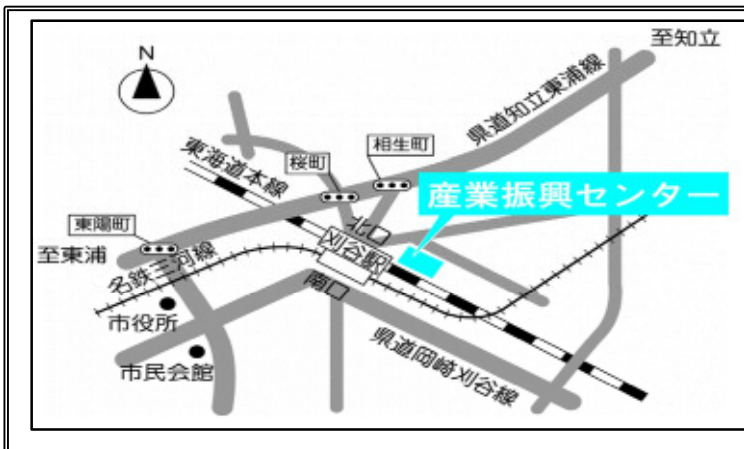 至知立
N
県道知立東浦線
相生町
桜町
東海道本線
産業振興センター
東陽町
北口
刈谷駅
至東浦
名鉄三河線
南口
市役所
県道岡崎刈谷線
市民会館